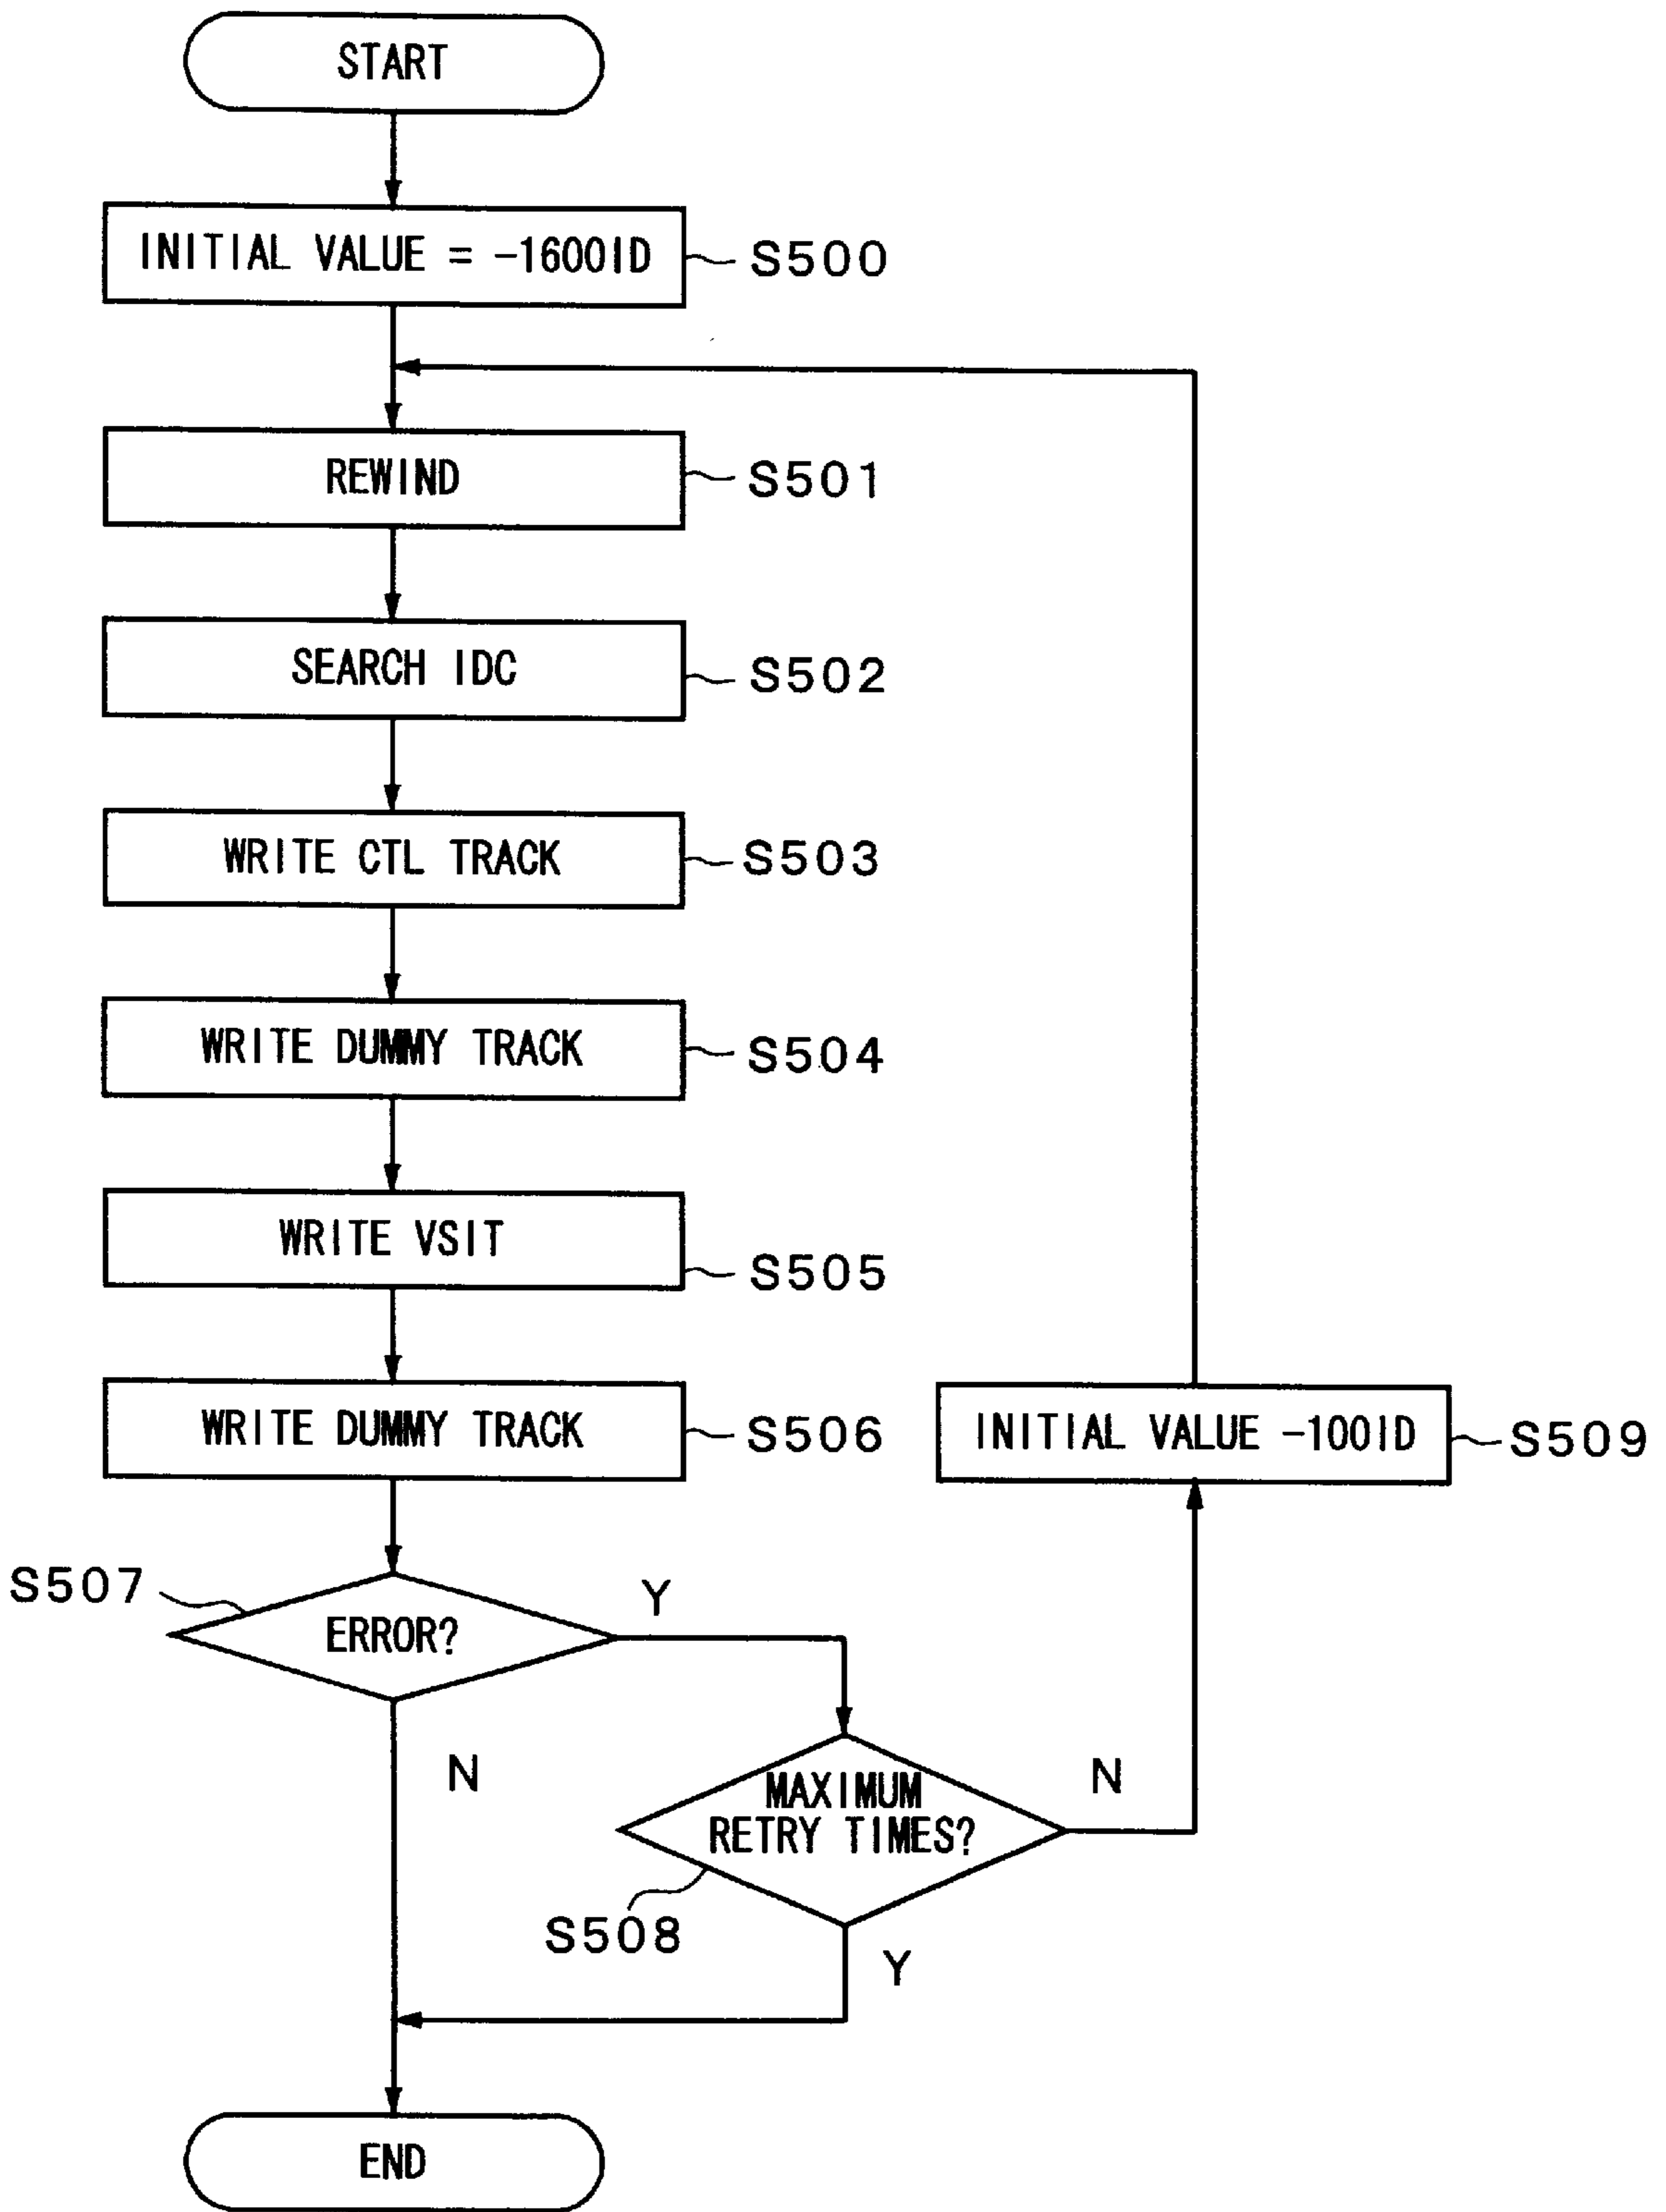 START
INITIAL VALUE = -1600ID
S500
REWIND
S501
SEARCH IDC
S502
WRITE CTL TRACK
S503
WRITE DUMMY TRACK
S504
WRITE VSIT
S505
WRITE DUMMY TRACK
S506
INITIAL VALUE -100ID
S509
S507
ERROR?
Y
N
MAXIMUM
RETRY TIMES?
N
S508
Y
END